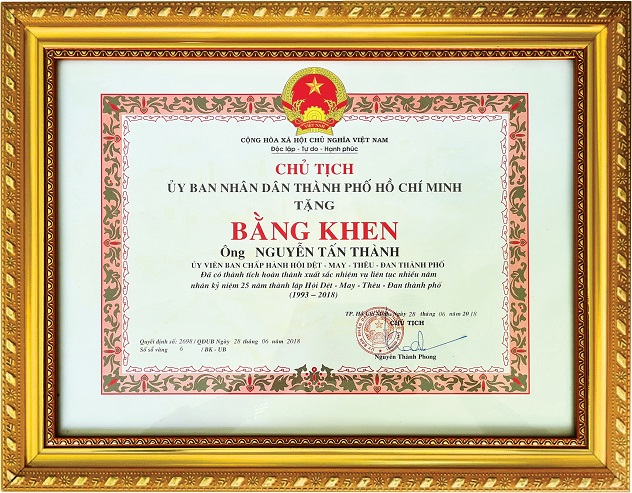 VIỆT NAM
CỘNG HÒA XÃ HỘI CHỦ NGHĨA VIỆT NAM
Độc lập - Tự do - Hạnh phúc
CHỦ TỊCH
ỦY BAN NHÂN DÂN THÀNH PHỐ HỒ CHÍ MINH
TẶNG
BẰNG KHEN
Ông NGUYỄN TẤN THÀNH
ỦY VIÊN BAN CHẤP HÀNH HỘI DỆT - MAY - THÊU - ĐAN THÀNH PHỐ
Đã có thành tích hoàn thành xuất sắc nhiệm vụ liên tục nhiều năm
nhân kỷ niệm 25 năm thành lập Hội Dệt - May - Thêu - Đan thành phố
(1993 – 2018)
TP. Hồ Chí Minh, ngày 28 tháng 06 năm 2018
CHỦ TỊCH
Quyết định số: 2698/QĐUB Ngày 28 tháng 06 năm 2018
Số sổ vàng 6 / BK - UB
Nguyễn Thành Phong